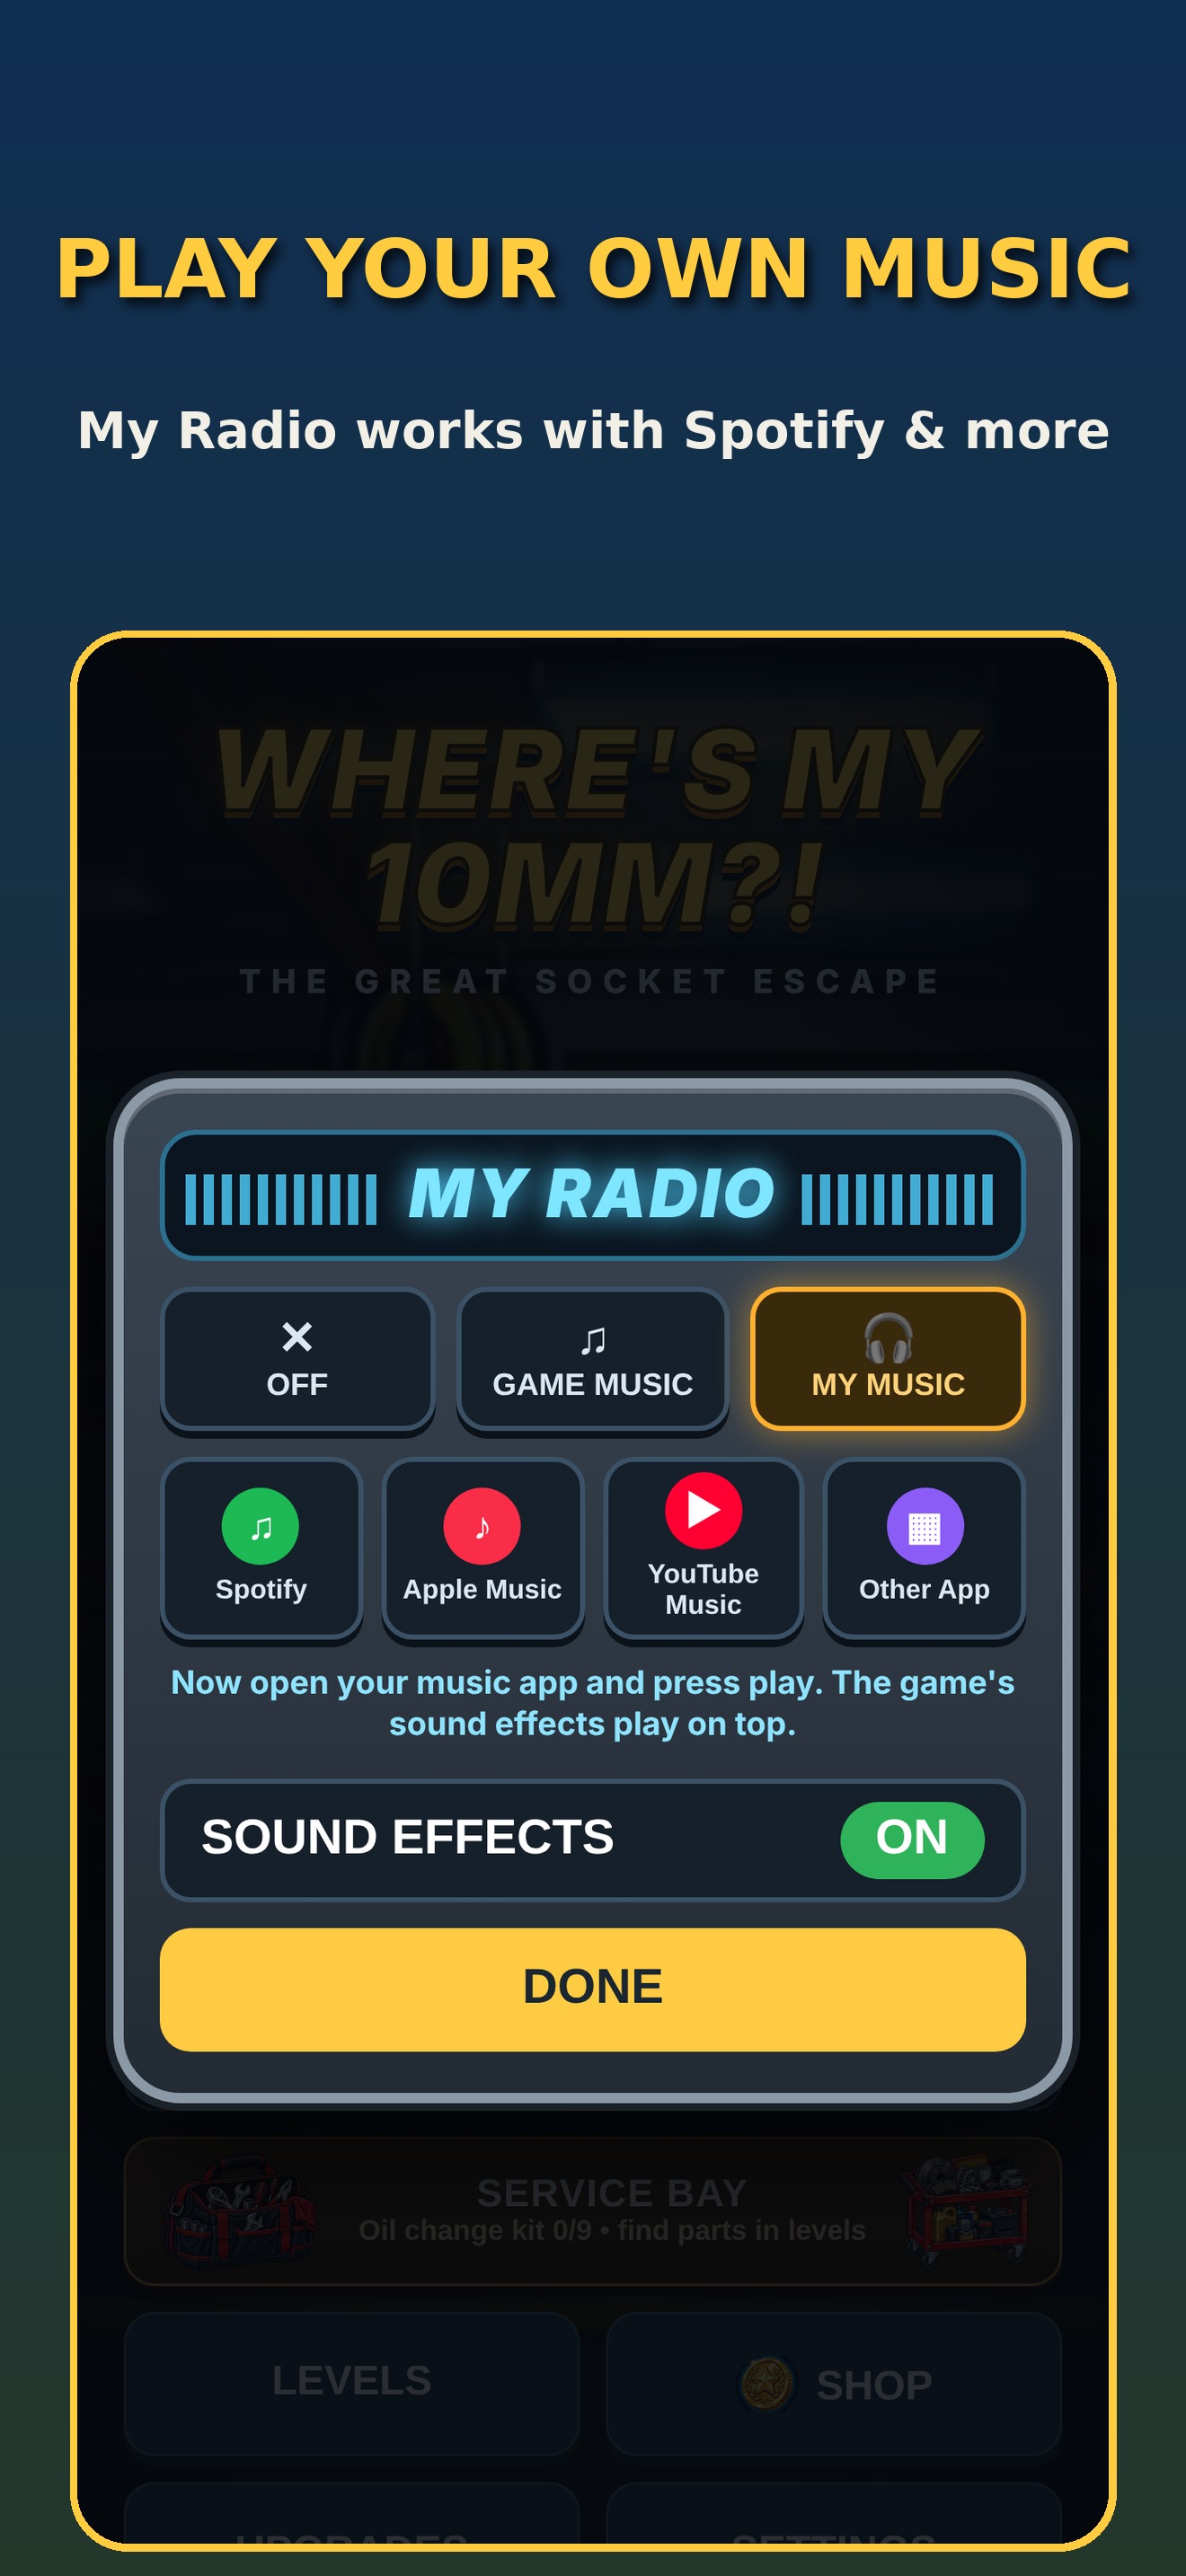 PLAY YOUR OWN MUSIC
My Radio works with Spotify & more
WHERE'S MY
10MM?!
THE GREAT SOCKET ESCAPE
MY RADIO
OFF
GAME MUSIC
MY MUSIC
Spotify
Apple Music
YouTube
Music
Other App
Now open your music app and press play. The game's
sound effects play on top.
SOUND EFFECTS
ON
DONE
SERVICE BAY
Oil change kit 0/9 • find parts in levels
LEVELS
SHOP
UPGRADES
SETTINGS